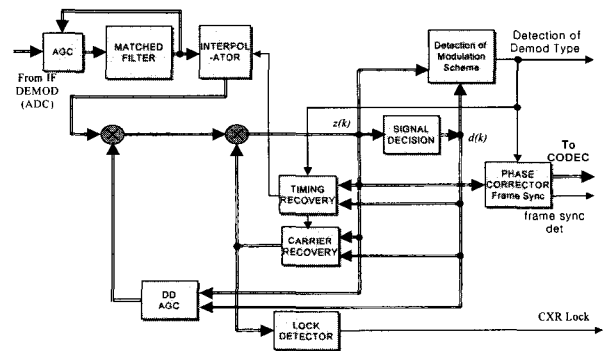 AGC
MATCHED
FILTER
INTERPOL
-ATOR
From IF
DEMOD
(ADC)
Detection of
Modulation
Scheme
Detection of
Demod Type
z(k)
SIGNAL
DECISION
d(k)
To
CODEC
PHASE
CORRECTOR
Frame Sync
frame sync
det
TIMING
RECOVERY
CARRIER
RECOVERY
DD
AGC
LOCK
DETECTOR
CXR Lock